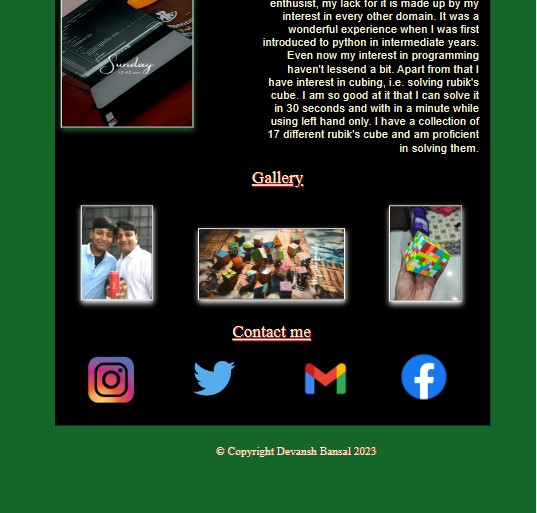 Sunday
12:40 am
enthusist, my lack for it is made up by my
interest in every other domain. It was a
wonderful experience when I was first
introduced to python in intermediate years.
Even now my interest in programming
haven't lessend a bit. Apart from that I
have interest in cubing, i.e. solving rubik's
cube. I am so good at it that I can solve it
in 30 seconds and with in a minute while
using left hand only. I have a collection of
17 different rubik's cube and am proficient
in solving them.
Gallery
Contact me
© Copyright Devansh Bansal 2023